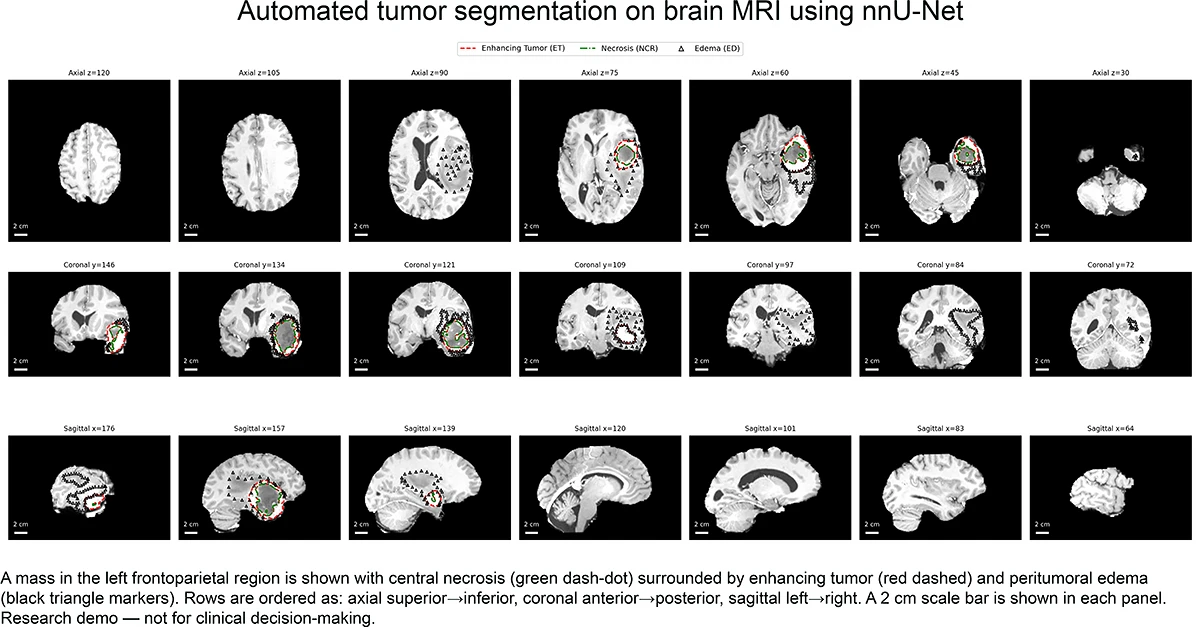 Automated tumor segmentation on brain MRI using nnU-Net
Enhancing Tumor (ET) Necrosis (NCR) Edema (ED)
Axial z=120 Axial z=105 Axial z=90 Axial z=75 Axial z=60 Axial z=45 Axial z=30
2 cm 2 cm 2 cm 2 cm 2 cm 2 cm 2 cm
Coronal y=146 Coronal y=134 Coronal y=121 Coronal y=109 Coronal y=97 Coronal y=84 Coronal y=72
2 cm 2 cm 2 cm 2 cm 2 cm 2 cm 2 cm
Sagittal x=176 Sagittal x=157 Sagittal x=139 Sagittal x=120 Sagittal x=101 Sagittal x=83 Sagittal x=64
2 cm 2 cm 2 cm 2 cm 2 cm 2 cm 2 cm
A mass in the left frontoparietal region is shown with central necrosis (green dash-dot) surrounded by enhancing tumor (red dashed) and peritumoral edema
(black triangle markers). Rows are ordered as: axial superior→inferior, coronal anterior→posterior, sagittal left→right. A 2 cm scale bar is shown in each panel.
Research demo — not for clinical decision-making.